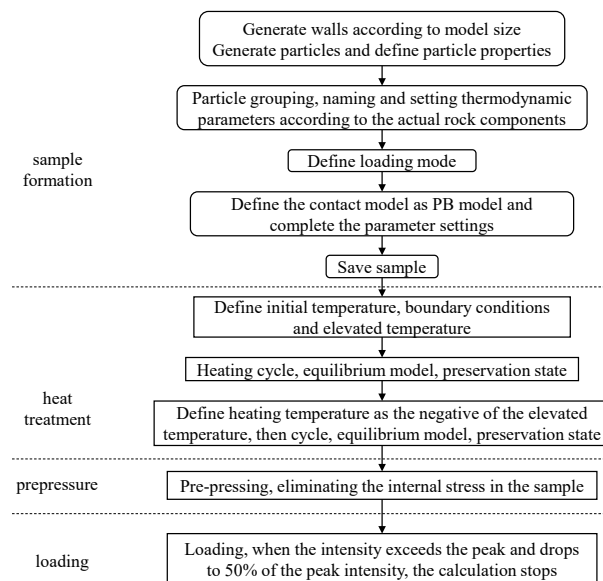 Generate walls according to model size
Generate particles and define particle properties
Particle grouping, naming and setting thermodynamic
parameters according to the actual rock components
sample
formation
Define loading mode
Define the contact model as PB model and
complete the parameter settings
Save sample
Define initial temperature, boundary conditions
and elevated temperature
Heating cycle, equilibrium model, preservation state
heat
treatment
Define heating temperature as the negative of the elevated
temperature, then cycle, equilibrium model, preservation state
prepressure
Pre-pressing, eliminating the internal stress in the sample
loading
Loading, when the intensity exceeds the peak and drops
to 50% of the peak intensity, the calculation stops